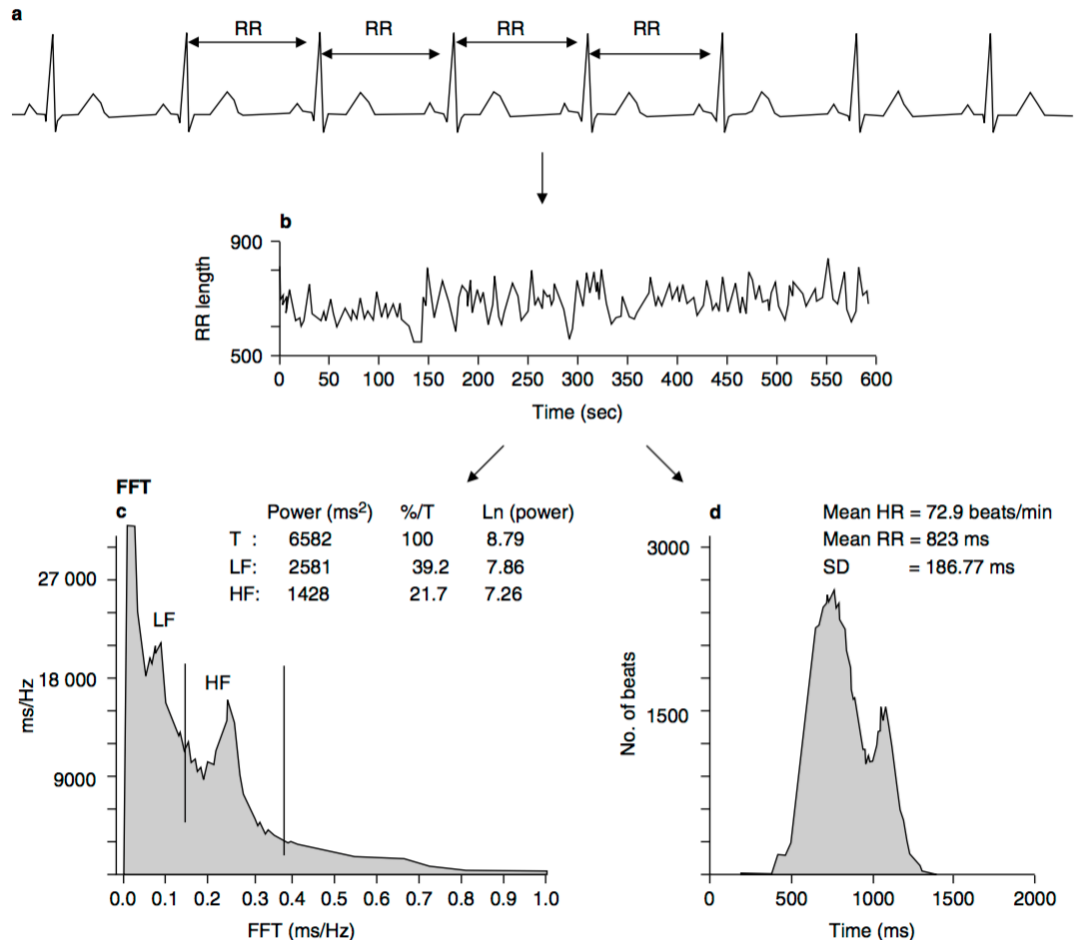 a
RR RR RR RR
b
900
RR length
500
0 50 100 150 200 250 300 350 400 450 500 550 600
Time (sec)
FFT
c
Power (ms²) %/T Ln (power)
T : 6582 100 8.79
LF: 2581 39.2 7.86
HF: 1428 21.7 7.26
27 000
LF
18 000
HF
ms/Hz
9000
0.0 0.1 0.2 0.3 0.4 0.5 0.6 0.7 0.8 0.9 1.0
FFT (ms/Hz)
d
Mean HR = 72.9 beats/min
Mean RR = 823 ms
SD = 186.77 ms
3000
No. of beats
1500
0 500 1000 1500 2000
Time (ms)